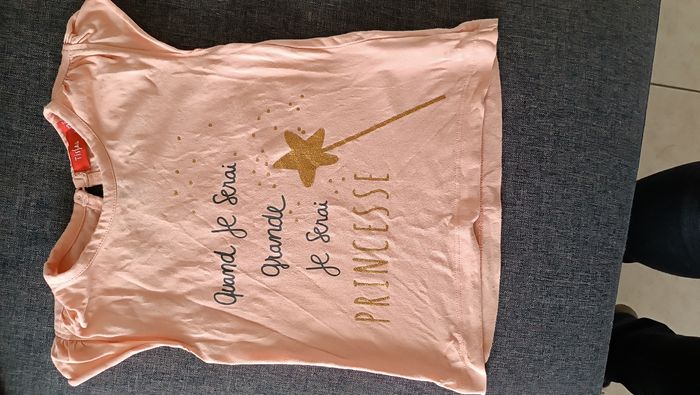 Quand je serai
grande
je serai
PRINCESSE